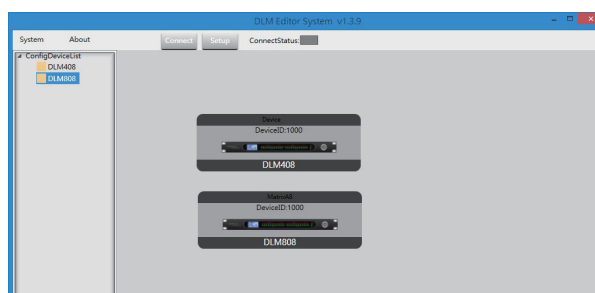 DLM Editor System v1.3.9
System About Connect Setup ConnectStatus:
ConfigDeviceList
DLM408
DLM808
Device
DeviceID:1000
DLM408
DeviceID:1000
DLM808